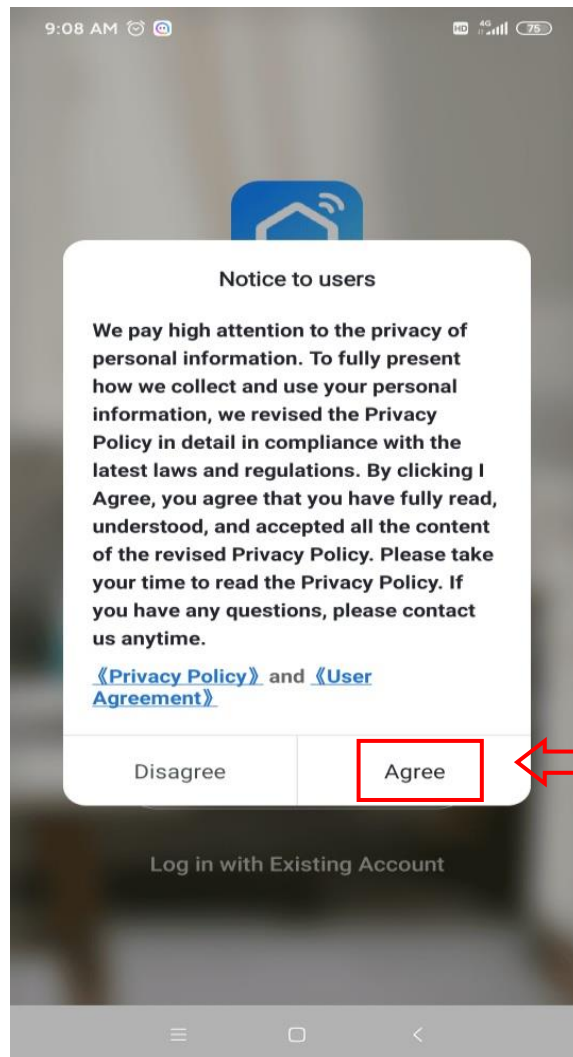 9:08 AM
HD 4G 75
Notice to users
We pay high attention to the privacy of
personal information. To fully present
how we collect and use your personal
information, we revised the Privacy
Policy in detail in compliance with the
latest laws and regulations. By clicking I
Agree, you agree that you have fully read,
understood, and accepted all the content
of the revised Privacy Policy. Please take
your time to read the Privacy Policy. If
you have any questions, please contact
us anytime.
《Privacy Policy》 and 《User
Agreement》
Disagree
Agree
Log in with Existing Account